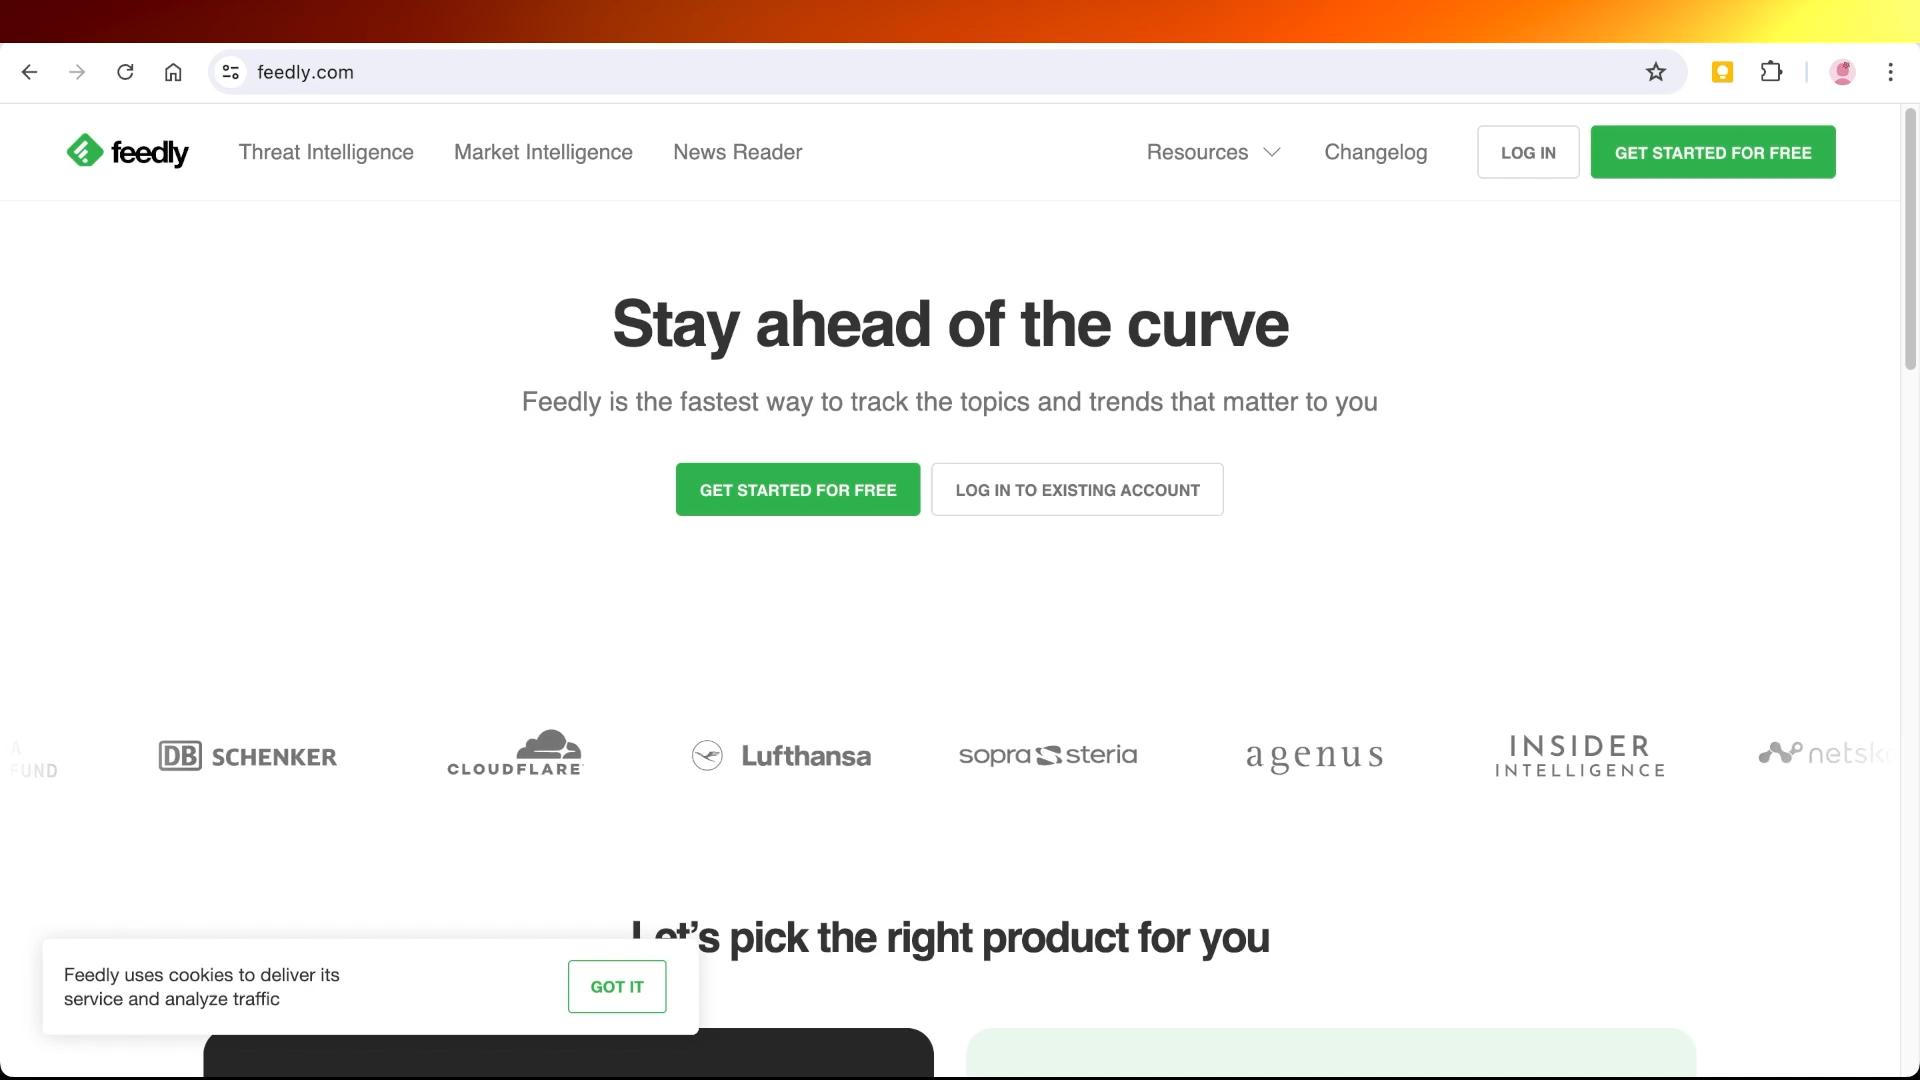 feedly.com
feedly
Threat Intelligence
Market Intelligence
News Reader
Resources
Changelog
LOG IN
GET STARTED FOR FREE
Stay ahead of the curve
Feedly is the fastest way to track the topics and trends that matter to you
GET STARTED FOR FREE
LOG IN TO EXISTING ACCOUNT
A
FUND
DB SCHENKER
CLOUDFLARE
Lufthansa
sopra steria
agenus
INSIDER
INTELLIGENCE
netsk
Let's pick the right product for you
Feedly uses cookies to deliver its
service and analyze traffic
GOT IT